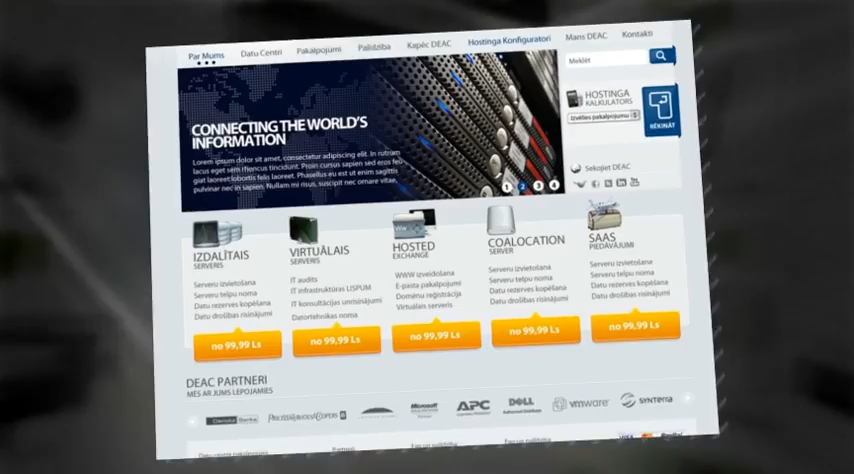 Par Mums Datu Centri Pakalpojumi Palīdzība Kapēc DEAC Hostinga Konfiguratori Mans DEAC Kontakti
Meklēt
CONNECTING THE WORLD'S
INFORMATION
Lorem ipsum dolor sit amet, consectetur adipiscing elit. In rutrum
lacus eget sem rhencus tincidunt. Proin cursus sapien sed eros feu
giat laoreet lobortis felis laoreet. Phasellus eu est ut enim sagittis
pulvinar nec in sapien. Nullam mi risus, suscipit nec ornare vitae.
1 2 3 4
HOSTINGA
KALKULATORS
Izvēlies pakalpojumu
RĒĶINĀT
Sekojiet DEAC
IZDALĪTAIS
SERVERIS
Serveru izvietošana
Serveru telpu noma
Datu rezerves kopēšana
Datu drošības risinājumi
no 99,99 Ls
VIRTUĀLAIS
SERVERIS
IT audits
IT infrastruktūras
IT konsultācijas un risinājumi
Datortehnikas noma
no 99,99 Ls
HOSTED
EXCHANGE
WWW izveidošana
E-pasta pakalpojumi
Domēnu reģistrācija
Virtuālais serveris
no 99,99 Ls
COALOCATION
SERVER
Serveru izvietošana
Serveru telpu noma
Datu rezerves kopēšana
Datu drošības risinājumi
no 99,99 Ls
SAAS
PIEDĀVĀJUMI
Serveru izvietošana
Serveru telpu noma
Datu rezerves kopēšana
Datu drošības risinājumi
no 99,99 Ls
DEAC PARTNERI
MĒS AR JUMS LEPOJAMIES
Microsoft APC DELL vmware SYNTERRA
VISA PayPal